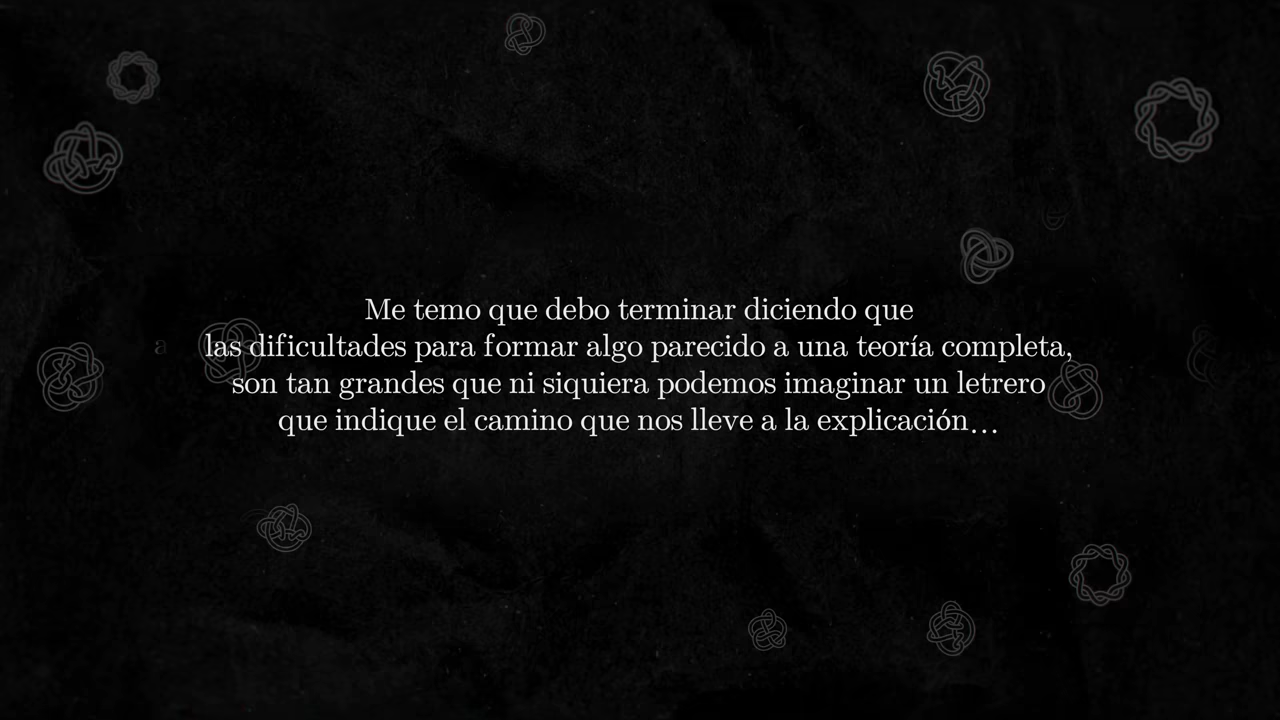 Me temo que debo terminar diciendo que
las dificultades para formar algo parecido a una teoría completa,
son tan grandes que ni siquiera podemos imaginar un letrero
que indique el camino que nos lleve a la explicación...